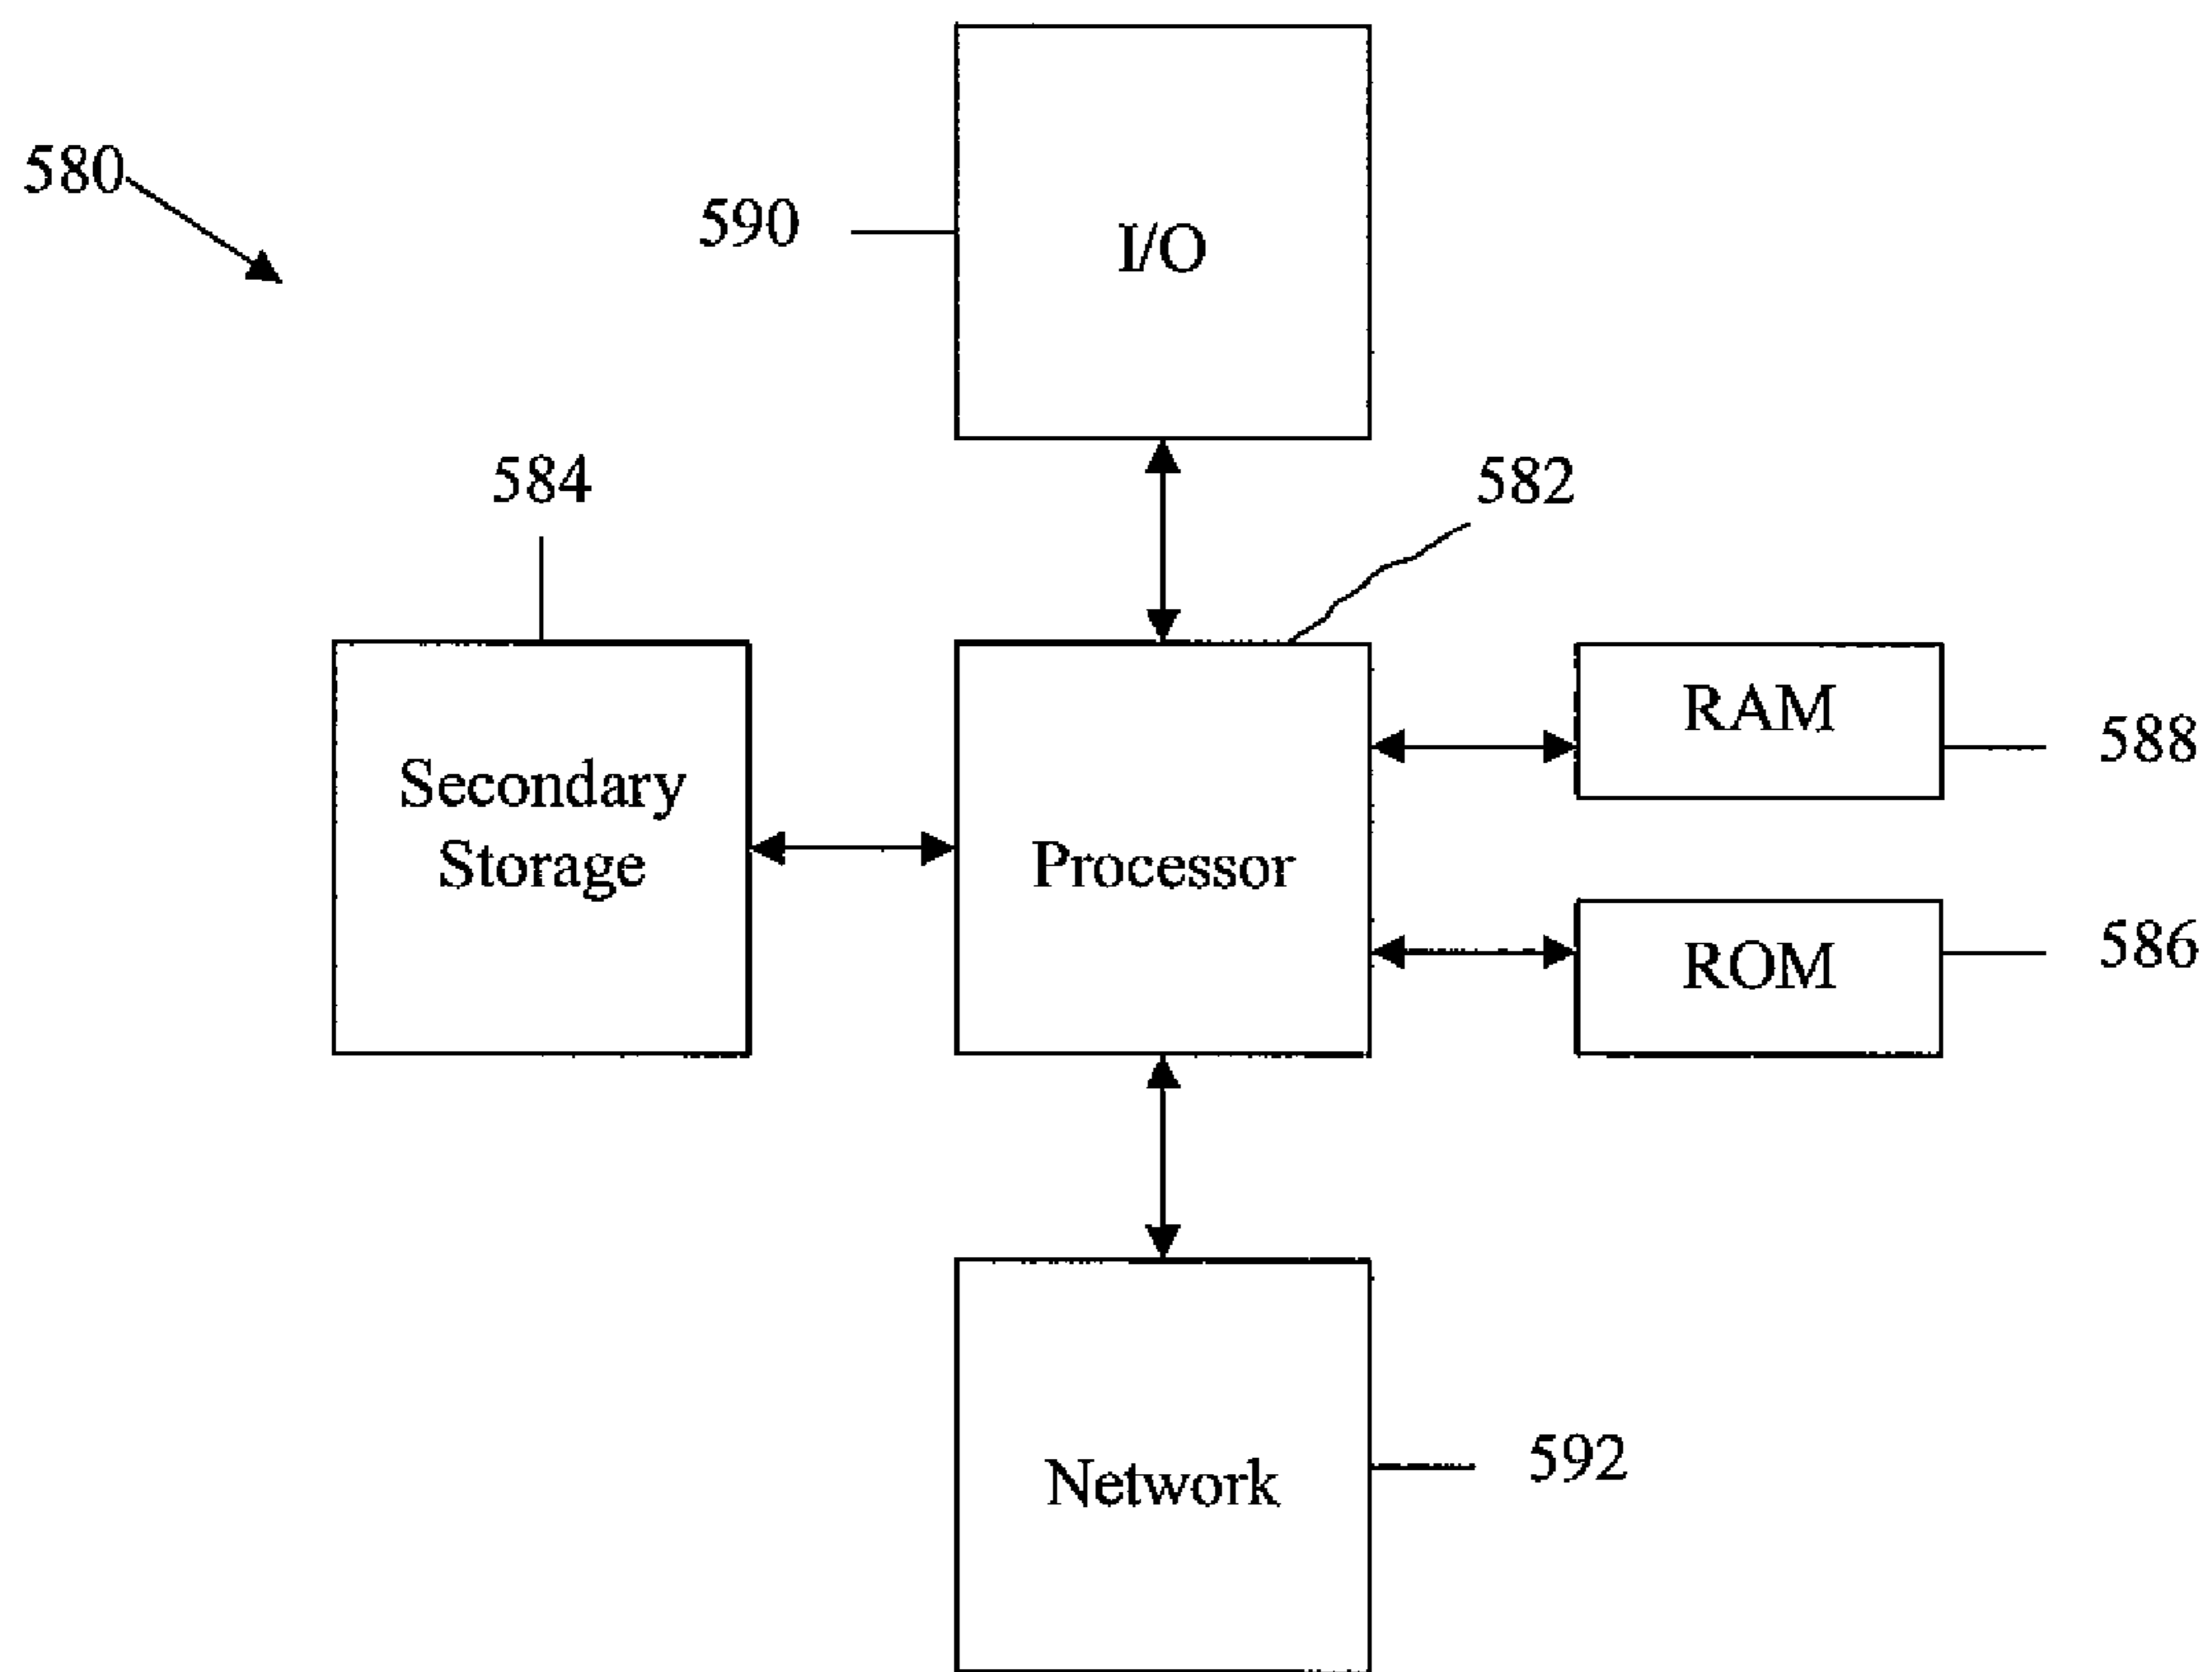 580
590
I/O
584
582
Secondary
Storage
Processor
RAM
588
ROM
586
Network
592